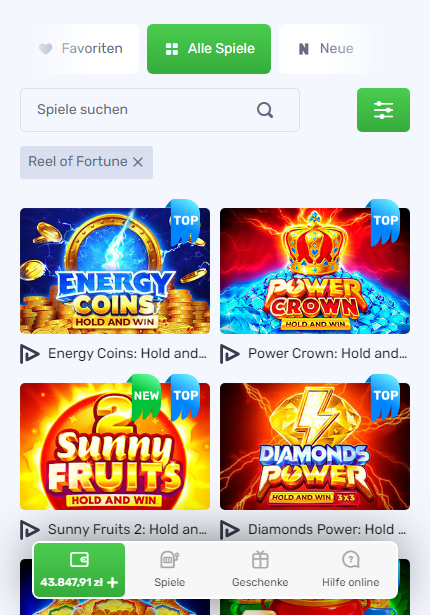 Favoriten
Alle Spiele
Neue
Spiele suchen
Reel of Fortune
TOP
ENERGY
COINS
HOLD AND WIN
TOP
POWER
CROWN
HOLD AND WIN
Energy Coins: Hold and...
Power Crown: Hold and...
NEW
TOP
2
Sunny
FRUITS
HOLD AND WIN
TOP
DIAMONDS
POWER
HOLD AND WIN 3X3
Sunny Fruits 2: Hold an...
Diamonds Power: Hold ...
43.847,91 zł +
Spiele
Geschenke
Hilfe online